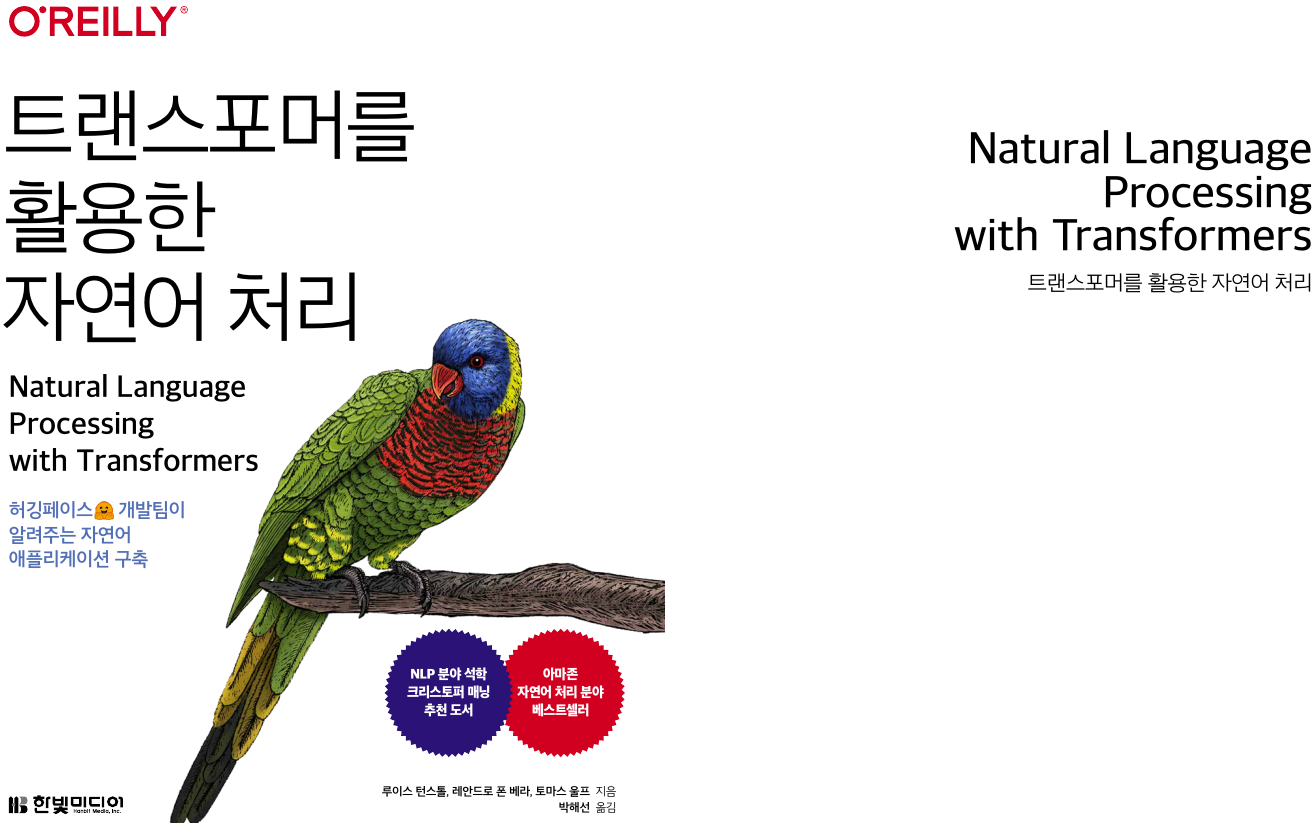 O'REILLY®
트랜스포머를
활용한
자연어 처리
Natural Language
Processing
with Transformers
허깅페이스🤗 개발팀이
알려주는 자연어
애플리케이션 구축
NLP 분야 석학
크리스토퍼 매닝
추천 도서
아마존
자연어 처리 분야
베스트셀러
루이스 턴스톨, 레안드로 폰 베라, 토마스 울프 지음
박해선 옮김
한빛미디어
Hanbit Media, Inc.
Natural Language
Processing
with Transformers
트랜스포머를 활용한 자연어 처리